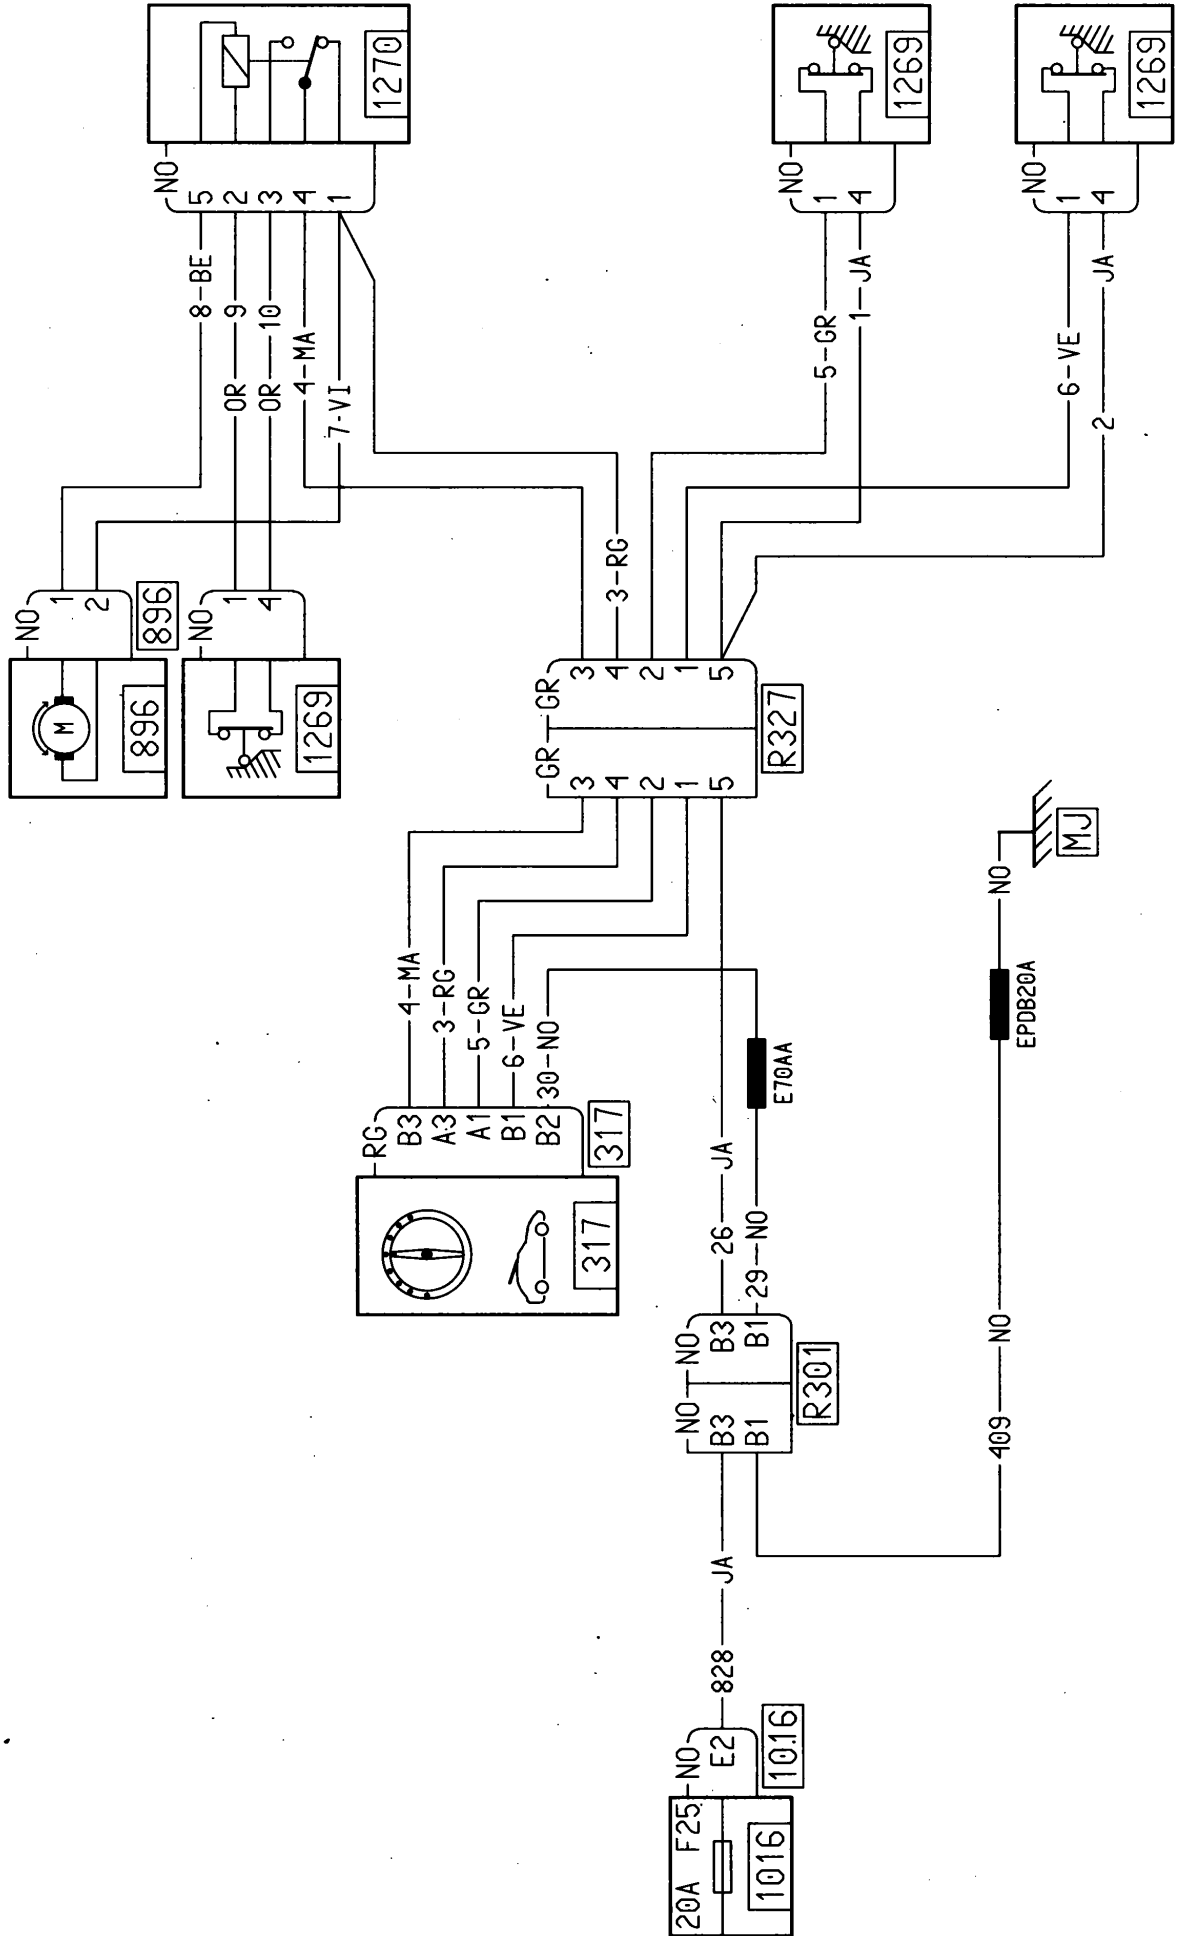 1270
NO
5
2
3
4
1
8-BE
OR 9
OR 10
4-MA
7-VI
1269
NO
1
4
5-GR
1 JA
1269
NO
1
4
6-VE
2 JA
NO
1
2
896
896
M
NO
1
4
1269
3-RG
GR GR
3 3
4 4
2 2
1 1
5 5
R327
MJ
NO
EPDB20A
4-MA
3-RG
5-GR
6-VE
30-NO
E70AA
RG
B3
A3
A1
B1
B2
317
317
26 JA
29 NO
NO NO
B3 B3
B1 B1
R301
409 NO
828 JA
NO
E2
1016
20A F25
1016